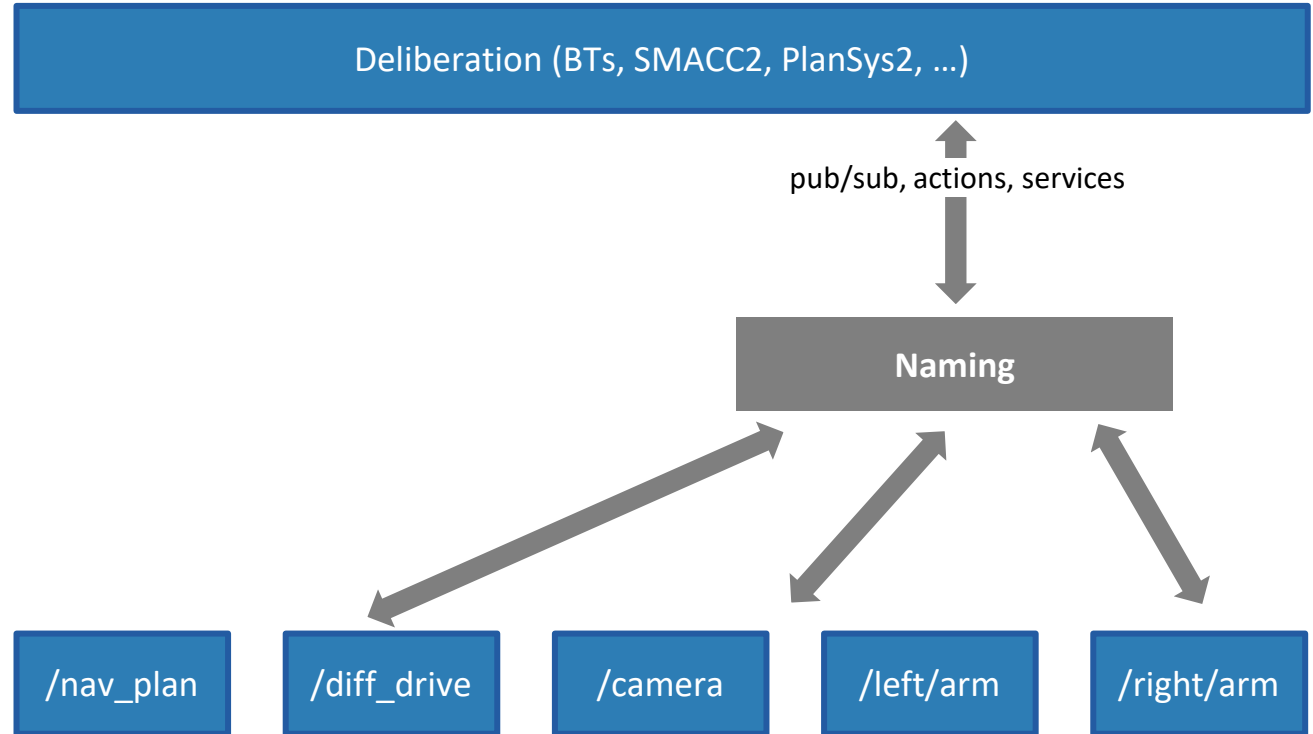 Deliberation (BTs, SMACC2, PlanSys2, …)
pub/sub, actions, services
Naming
/nav_plan
/diff_drive
/camera
/left/arm
/right/arm